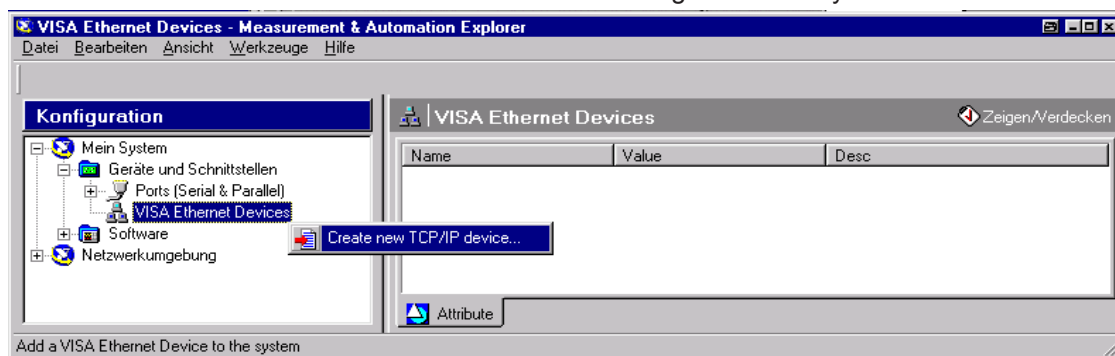 VISA Ethernet Devices - Measurement & Automation Explorer
Datei Bearbeiten Ansicht Werkzeuge Hilfe
Konfiguration
VISA Ethernet Devices
Zeigen/Verdecken
Mein System
Geräte und Schnittstellen
Ports (Serial & Parallel)
VISA Ethernet Devices
Software
Netzwerkumgebung
Create new TCP/IP device...
Name Value Desc
Attribute
Add a VISA Ethernet Device to the system